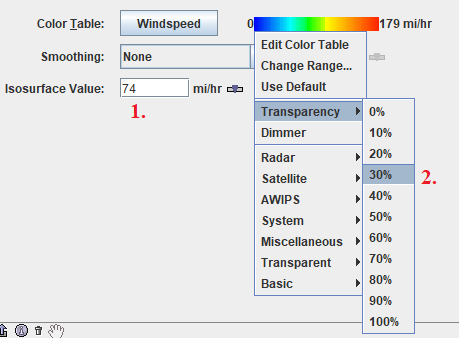 Color Table: Windspeed 0 179 mi/hr
Edit Color Table
Smoothing: None
Change Range...
Isosurface Value: 74 mi/hr
Use Default
1.
Transparency
Dimmer
Radar
Satellite
AWIPS
System
Miscellaneous
Transparent
Basic
0%
10%
20%
30% 2.
40%
50%
60%
70%
80%
90%
100%